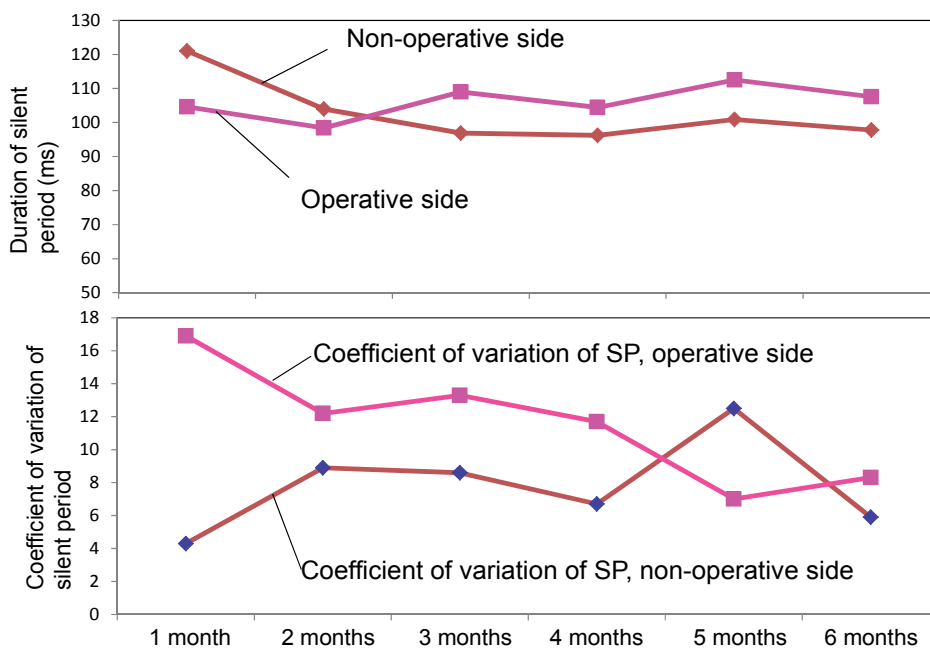 Duration of silent
period (ms)
130
120
110
100
90
80
70
60
50
Non-operative side
Operative side
Coefficient of variation of
silent period
18
16
14
12
10
8
6
4
2
0
Coefficient of variation of SP, operative side
Coefficient of variation of SP, non-operative side
1 month 2 months 3 months 4 months 5 months 6 months